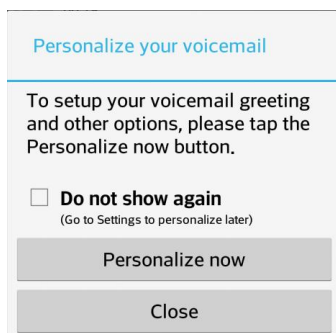 Personalize your voicemail
To setup your voicemail greeting
and other options, please tap the
Personalize now button.
Do not show again
(Go to Settings to personalize later)
Personalize now
Close